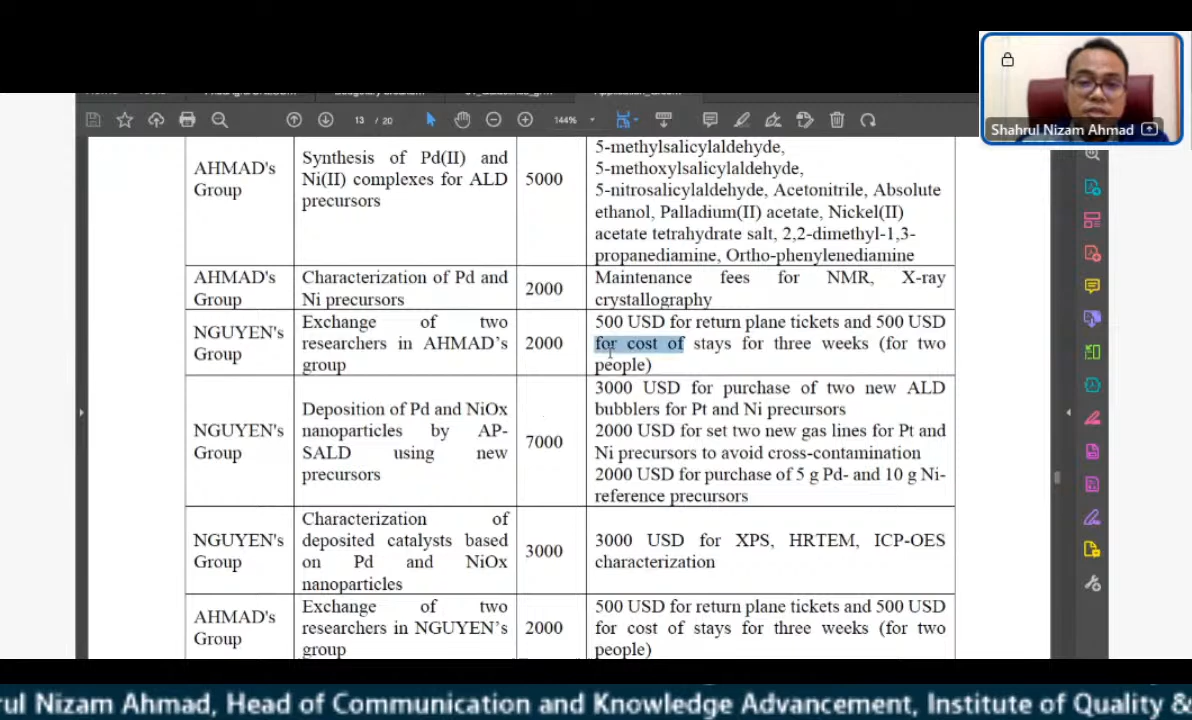 13 / 20
144%
Shahrul Nizam Ahmad
AHMAD's
Group
Synthesis of Pd(II) and
Ni(II) complexes for ALD
precursors
5000
5-methylsalicylaldehyde,
5-methoxylsalicylaldehyde,
5-nitrosalicylaldehyde, Acetonitrile, Absolute
ethanol, Palladium(II) acetate, Nickel(II)
acetate tetrahydrate salt, 2,2-dimethyl-1,3-
propanediamine, Ortho-phenylenediamine
AHMAD's
Group
Characterization of Pd and
Ni precursors
2000
Maintenance fees for NMR, X-ray
crystallography
NGUYEN's
Group
Exchange of two
researchers in AHMAD's
group
2000
500 USD for return plane tickets and 500 USD
for cost of stays for three weeks (for two
people)
NGUYEN's
Group
Deposition of Pd and NiOx
nanoparticles by AP-
SALD using new
precursors
7000
3000 USD for purchase of two new ALD
bubblers for Pt and Ni precursors
2000 USD for set two new gas lines for Pt and
Ni precursors to avoid cross-contamination
2000 USD for purchase of 5 g Pd- and 10 g Ni-
reference precursors
NGUYEN's
Group
Characterization of
deposited catalysts based
on Pd and NiOx
nanoparticles
3000
3000 USD for XPS, HRTEM, ICP-OES
characterization
AHMAD's
Group
Exchange of two
researchers in NGUYEN's
group
2000
500 USD for return plane tickets and 500 USD
for cost of stays for three weeks (for two
people)
rul Nizam Ahmad, Head of Communication and Knowledge Advancement, Institute of Quality &